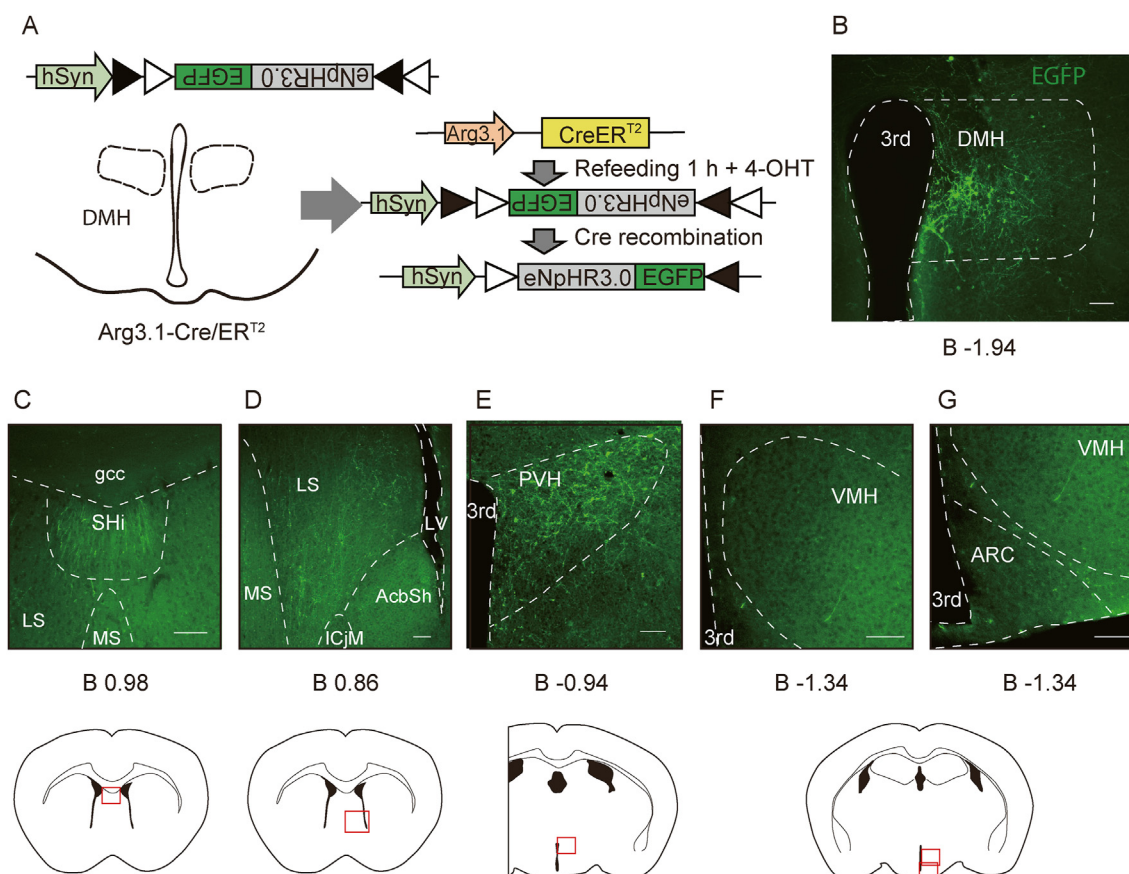 A
hSyn
EGFP
eNpHR3.0
DMH
Arg3.1-Cre/ER^T2
Arg3.1
CreER^T2
Refeeding 1 h + 4-OHT
hSyn
EGFP
eNpHR3.0
Cre recombination
hSyn
eNpHR3.0
EGFP
B
EGFP
3rd
DMH
B -1.94
C
gcc
SHi
LS
MS
B 0.98
D
LS
LV
MS
AcbSh
ICjM
B 0.86
E
PVH
3rd
B -0.94
F
VMH
3rd
B -1.34
G
VMH
ARC
3rd
B -1.34